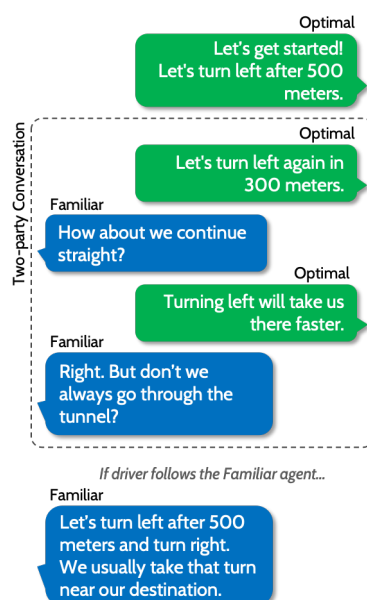 Optimal
Let's get started!
Let's turn left after 500
meters.
Two-party Conversation
Optimal
Let's turn left again in
300 meters.
Familiar
How about we continue
straight?
Optimal
Turning left will take us
there faster.
Familiar
Right. But don't we
always go through the
tunnel?
If driver follows the Familiar agent...
Familiar
Let's turn left after 500
meters and turn right.
We usually take that turn
near our destination.